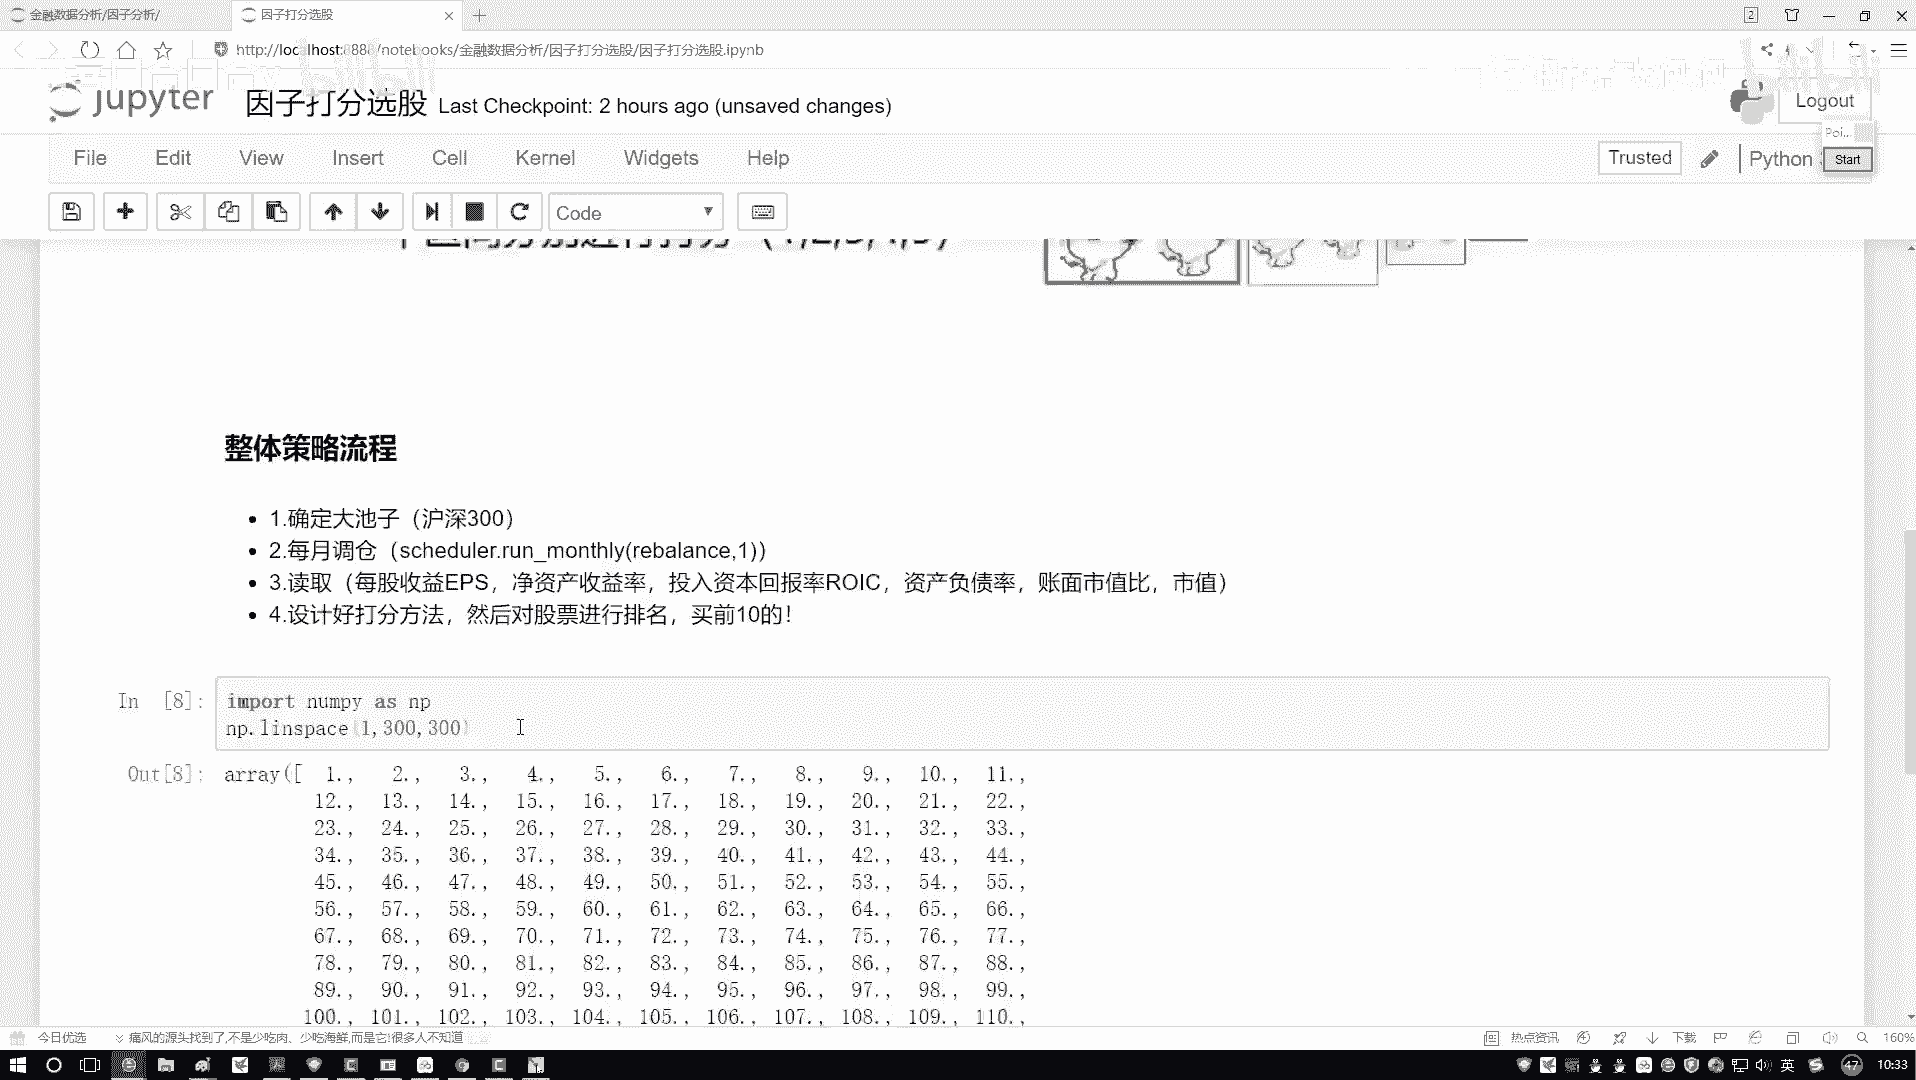 金融数据分析/因子分析/
因子打分选股
2
http://localhost:8888/notebooks/金融数据分析/因子打分选股/因子打分选股.ipynb
bilibili
bilibili
jupyter 因子打分选股 Last Checkpoint: 2 hours ago (unsaved changes)
Logout
Poi...
File Edit View Insert Cell Kernel Widgets Help
Trusted
Python
Start
Code
整体策略流程
1.确定大池子（沪深300）
2.每月调仓（scheduler.run_monthly(rebalance,1)）
3.读取（每股收益EPS，净资产收益率，投入资本回报率ROIC，资产负债率，账面市值比，市值）
4.设计好打分方法，然后对股票进行排名，买前10的！
In [8]: import numpy as np
np.linspace(1,300,300)
Out[8]: array([ 1., 2., 3., 4., 5., 6., 7., 8., 9., 10., 11.,
12., 13., 14., 15., 16., 17., 18., 19., 20., 21., 22.,
23., 24., 25., 26., 27., 28., 29., 30., 31., 32., 33.,
34., 35., 36., 37., 38., 39., 40., 41., 42., 43., 44.,
45., 46., 47., 48., 49., 50., 51., 52., 53., 54., 55.,
56., 57., 58., 59., 60., 61., 62., 63., 64., 65., 66.,
67., 68., 69., 70., 71., 72., 73., 74., 75., 76., 77.,
78., 79., 80., 81., 82., 83., 84., 85., 86., 87., 88.,
89., 90., 91., 92., 93., 94., 95., 96., 97., 98., 99.,
100., 101., 102., 103., 104., 105., 106., 107., 108., 109., 110.,
今日优选
痛风的源头找到了,不是少吃肉、少吃海鲜,而是它!很多人不知道
热点资讯
下载
160%
英
47
10:33